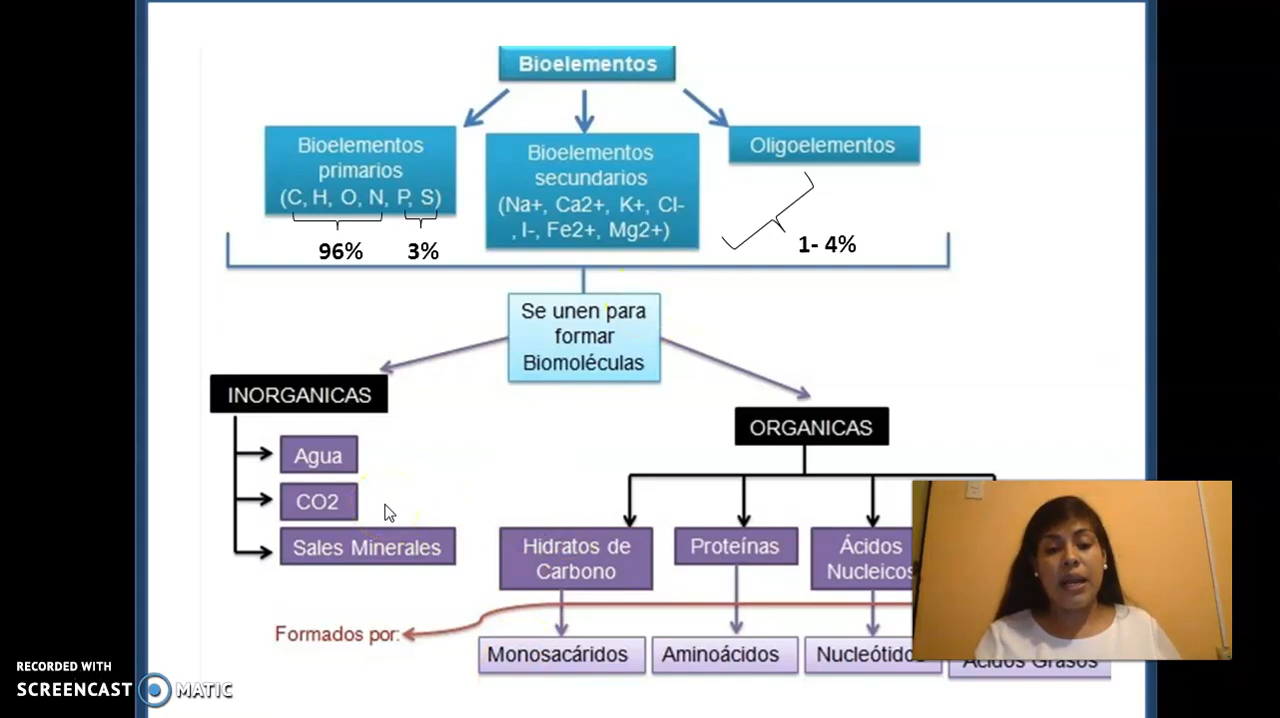 Bioelementos
Bioelementos
primarios
(C, H, O, N, P, S)
Bioelementos
secundarios
(Na+, Ca2+, K+, Cl-
, I-, Fe2+, Mg2+)
Oligoelementos
96%
3%
1- 4%
Se unen para
formar
Biomoléculas
INORGANICAS
Agua
CO2
Sales Minerales
ORGANICAS
Hidratos de
Carbono
Proteínas
Ácidos
Nucleicos
Formados por:
Monosacáridos
Aminoácidos
Nucleótidos
Ácidos Grasos
RECORDED WITH
SCREENCAST MATIC